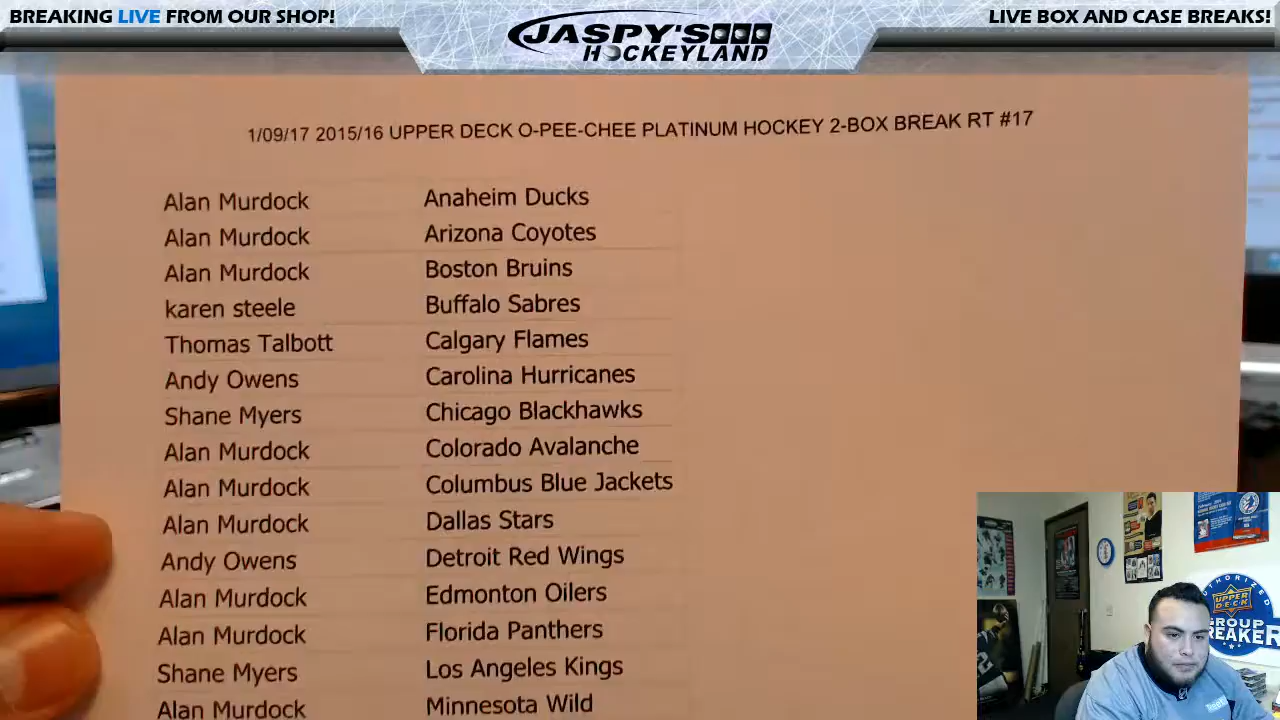 BREAKING LIVE FROM OUR SHOP!
JASPY'S
HOCKEYLAND
LIVE BOX AND CASE BREAKS!
1/09/17 2015/16 UPPER DECK O-PEE-CHEE PLATINUM HOCKEY 2-BOX BREAK RT #17
Alan Murdock Anaheim Ducks
Alan Murdock Arizona Coyotes
Alan Murdock Boston Bruins
karen steele Buffalo Sabres
Thomas Talbott Calgary Flames
Andy Owens Carolina Hurricanes
Shane Myers Chicago Blackhawks
Alan Murdock Colorado Avalanche
Alan Murdock Columbus Blue Jackets
Alan Murdock Dallas Stars
Andy Owens Detroit Red Wings
Alan Murdock Edmonton Oilers
Alan Murdock Florida Panthers
Shane Myers Los Angeles Kings
Alan Murdock Minnesota Wild
UPPER
DECK
GROUP